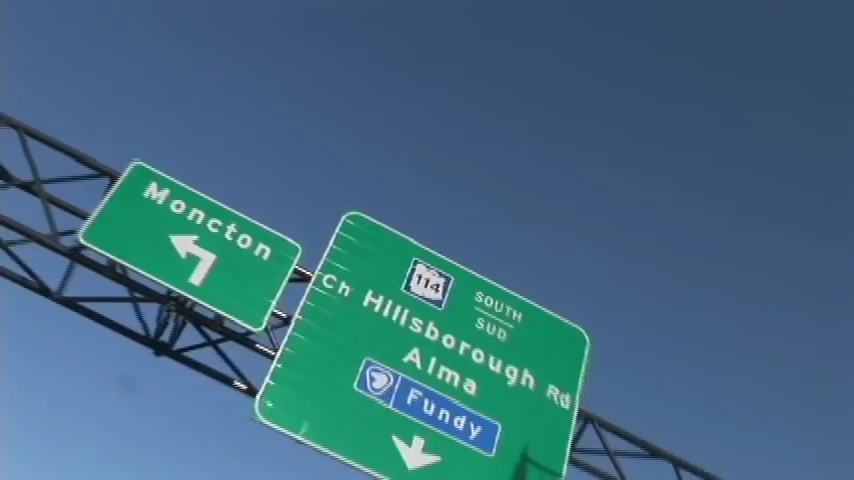 Moncton
114 SOUTH
SUD
Ch Hillsborough Rd
Alma
Fundy